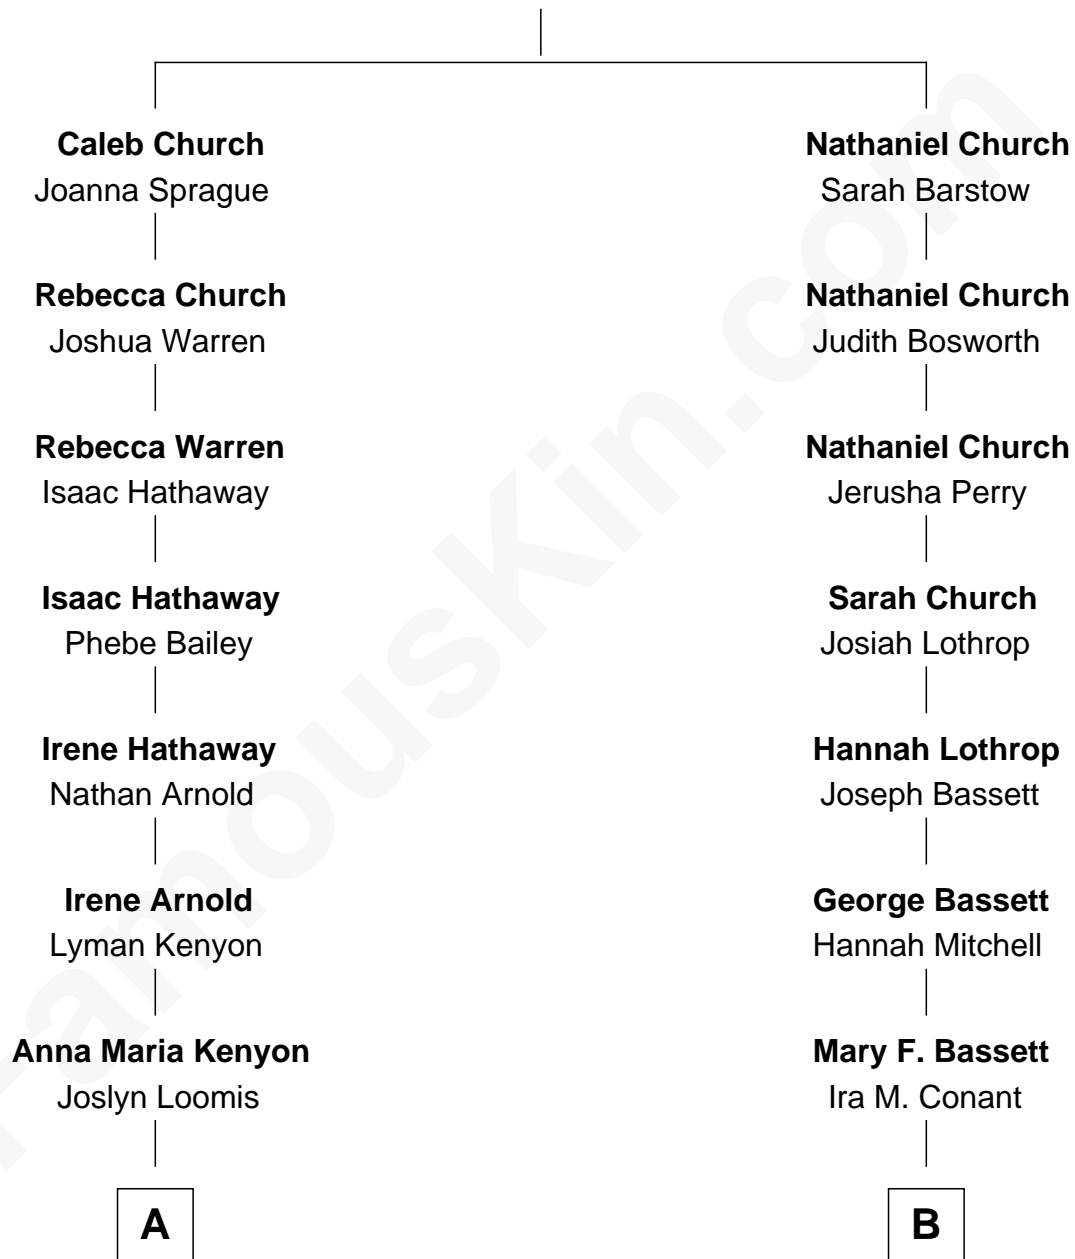 Caleb Church
Joanna Sprague
Rebecca Church
Joshua Warren
Rebecca Warren
Isaac Hathaway
Isaac Hathaway
Phebe Bailey
Irene Hathaway
Nathan Arnold
Irene Arnold
Lyman Kenyon
Anna Maria Kenyon
Joslyn Loomis
A
Nathaniel Church
Sarah Barstow
Nathaniel Church
Judith Bosworth
Nathaniel Church
Jerusha Perry
Sarah Church
Josiah Lothrop
Hannah Lothrop
Joseph Bassett
George Bassett
Hannah Mitchell
Mary F. Bassett
Ira M. Conant
B
FamousKin.com